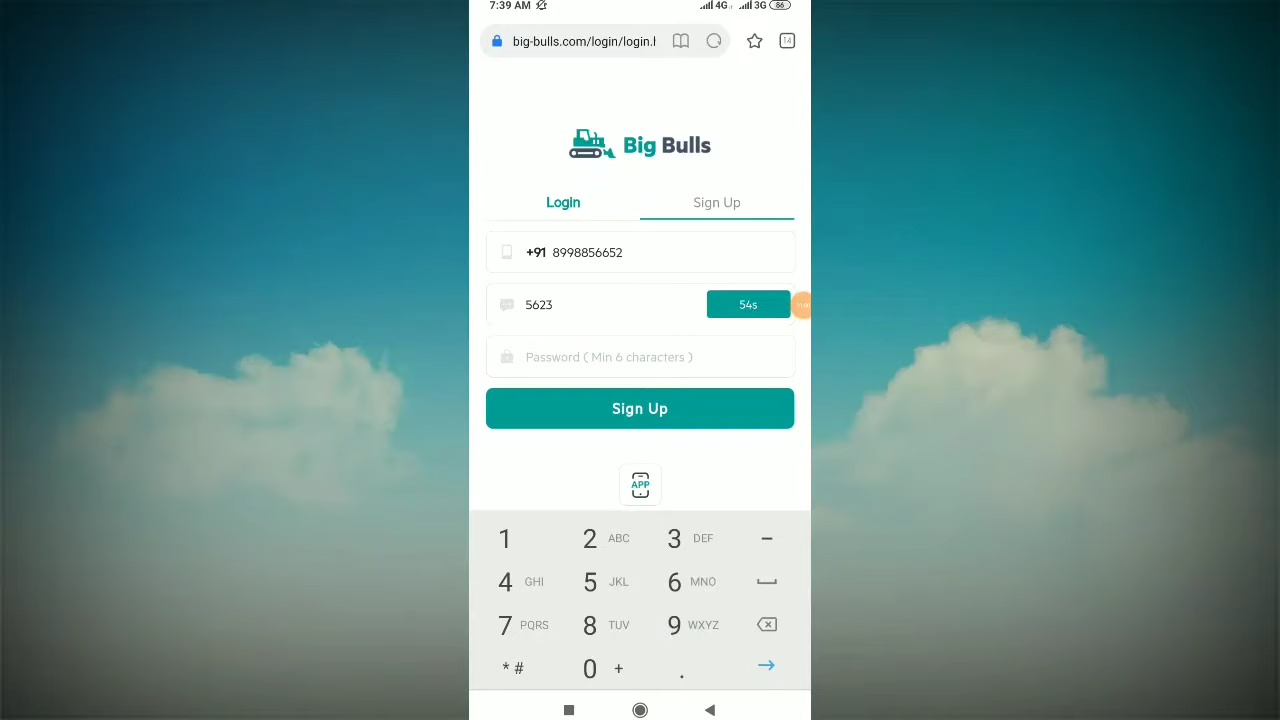 7:39 AM 4G 3G 86
big-bulls.com/login/login.h 14
Big Bulls
Login Sign Up
+91 8998856652
5623 54s
Password ( Min 6 characters )
Sign Up
APP
1 2 ABC 3 DEF -
4 GHI 5 JKL 6 MNO
7 PQRS 8 TUV 9 WXYZ
* # 0 + .